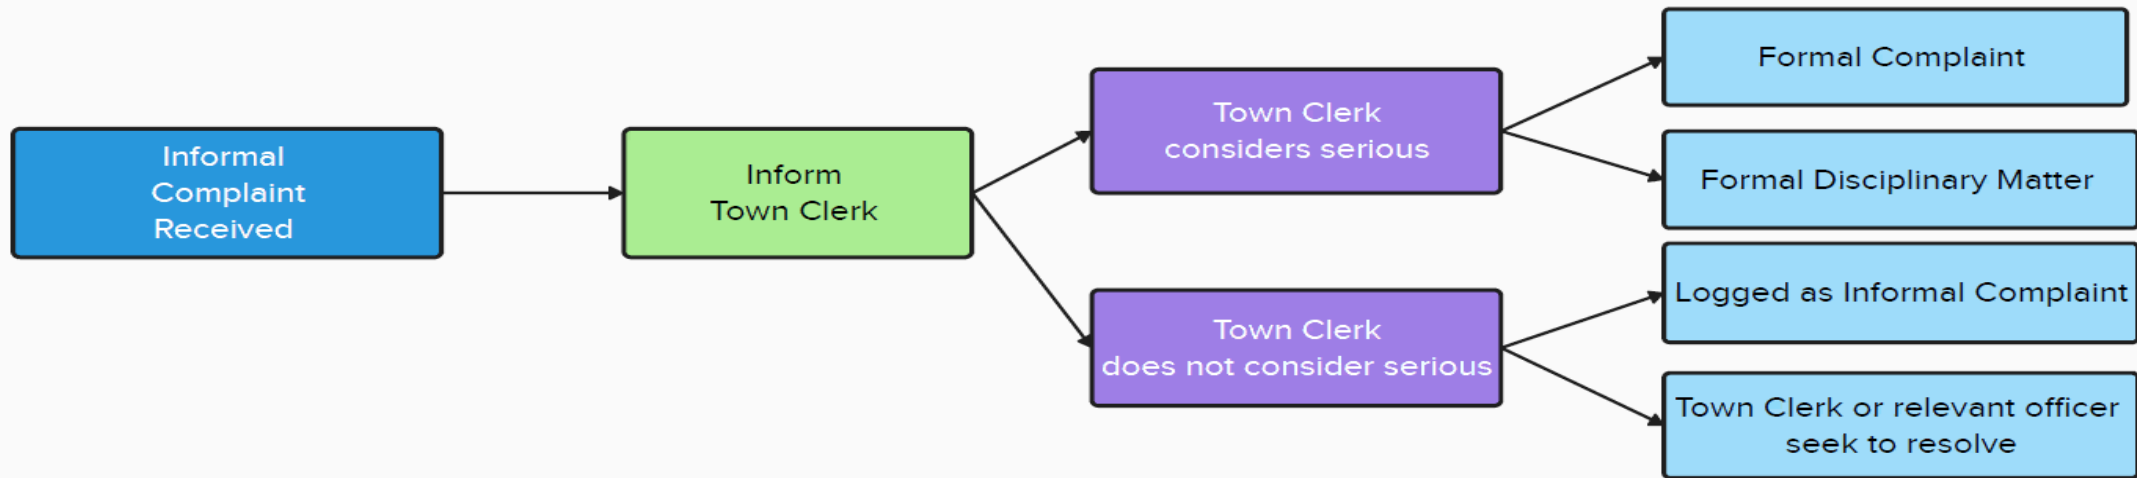 Informal
Complaint
Received
Inform
Town Clerk
Town Clerk
considers serious
Town Clerk
does not consider serious
Formal Complaint
Formal Disciplinary Matter
Logged as Informal Complaint
Town Clerk or relevant officer
seek to resolve